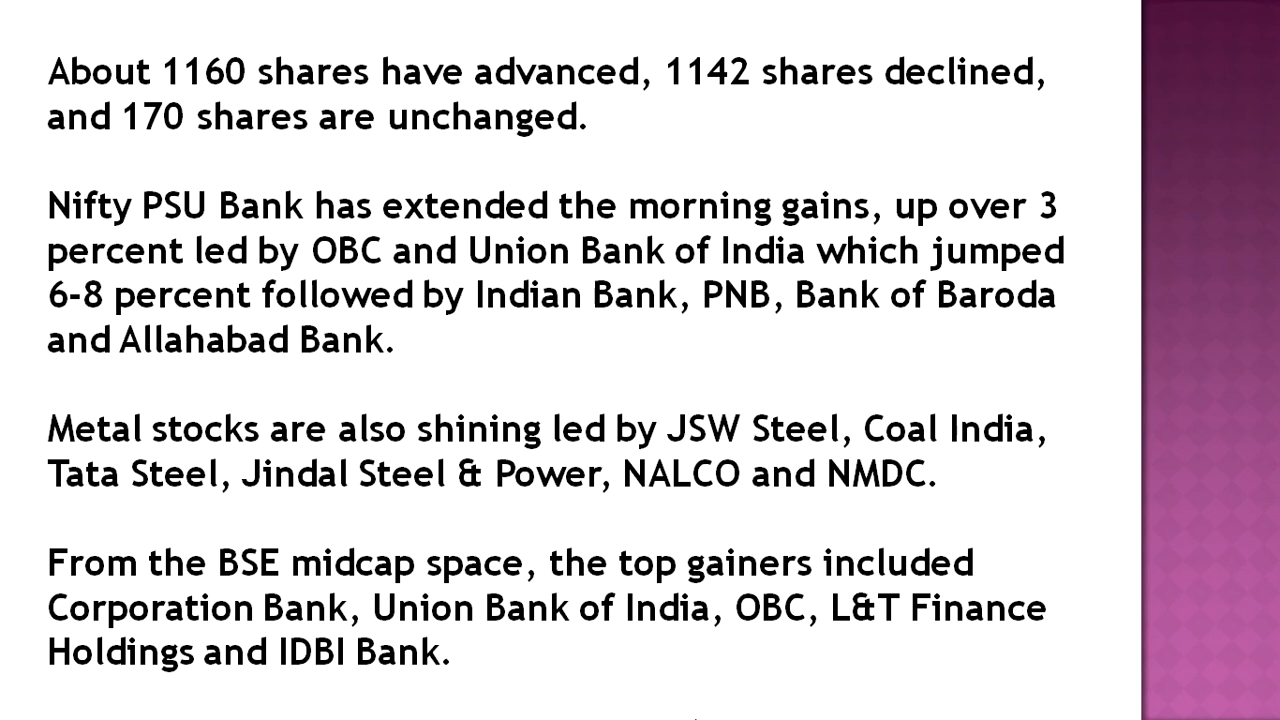 About 1160 shares have advanced, 1142 shares declined,
and 170 shares are unchanged.
Nifty PSU Bank has extended the morning gains, up over 3
percent led by OBC and Union Bank of India which jumped
6-8 percent followed by Indian Bank, PNB, Bank of Baroda
and Allahabad Bank.
Metal stocks are also shining led by JSW Steel, Coal India,
Tata Steel, Jindal Steel & Power, NALCO and NMDC.
From the BSE midcap space, the top gainers included
Corporation Bank, Union Bank of India, OBC, L&T Finance
Holdings and IDBI Bank.